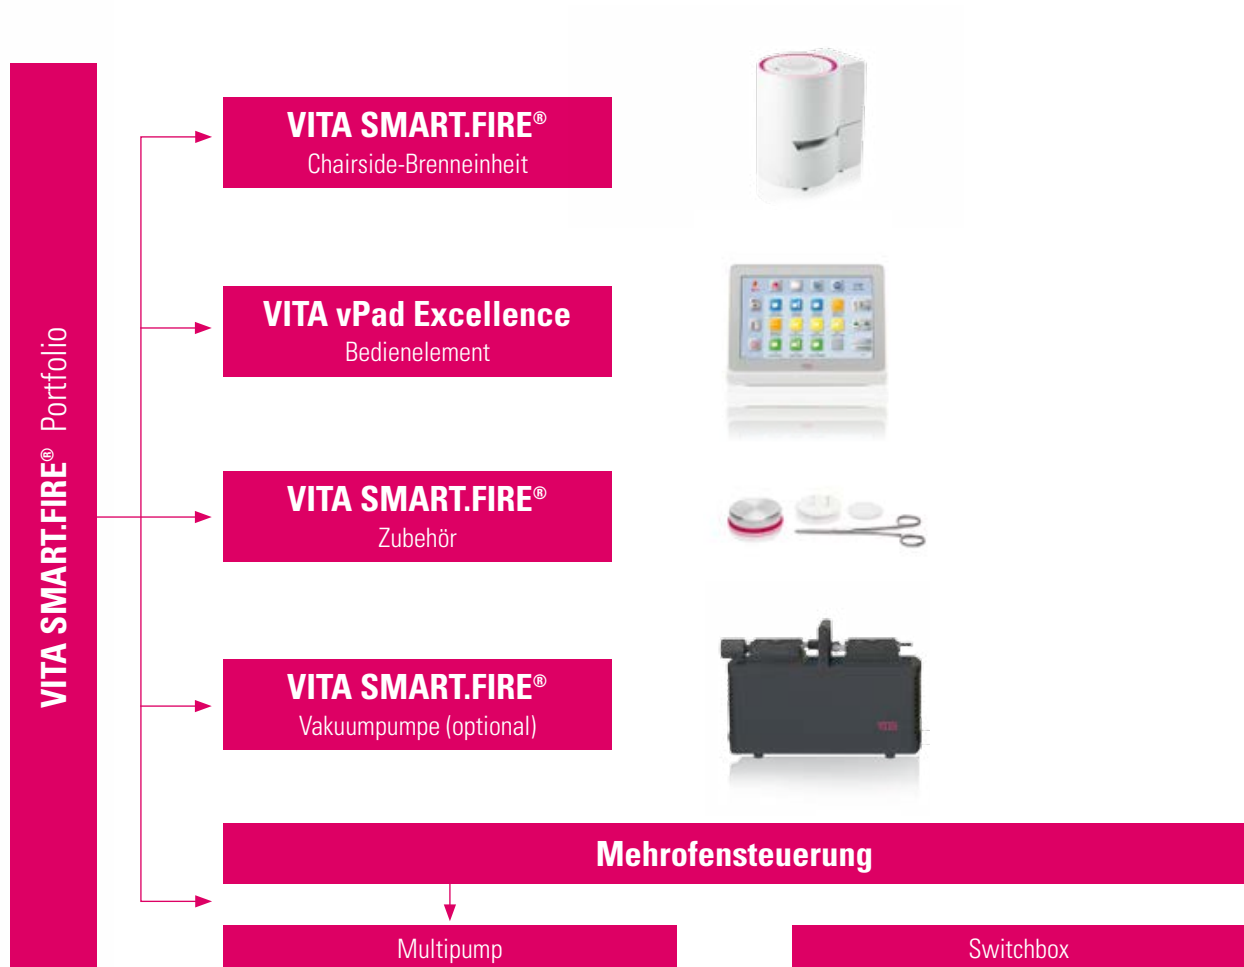 VITA SMART.FIRE® Portfolio
VITA SMART.FIRE®
Chairside-Brenneinheit
VITA vPad Excellence
Bedienelement
VITA SMART.FIRE®
Zubehör
VITA SMART.FIRE®
Vakuumpumpe (optional)
VITA
Mehrofensteuerung
Multipump
Switchbox